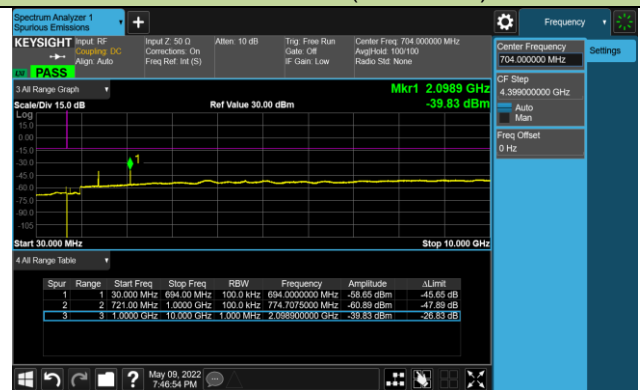 Spectrum Analyzer 1
Spurious Emissions
Frequency
KEYSIGHT
Input: RF
Coupling: DC
Align: Auto
Input Z: 50 Ω
Corrections: On
Freq Ref: Int (S)
Atten: 10 dB
Trig: Free Run
Gate: Off
IF Gain: Low
Center Freq: 704.000000 MHz
Avg|Hold: 100/100
Radio Std: None
PASS
3 All Range Graph
Mkr1 2.0989 GHz
Scale/Div 15.0 dB
Ref Value 30.00 dBm
-39.83 dBm
Log
15.0
0.00
-15.0
-30.0
-45.0
-60.0
-75.0
-90.0
-105
1
Start 30.000 MHz
Stop 10.000 GHz
4 All Range Table
Spur Range Start Freq Stop Freq RBW Frequency Amplitude ΔLimit
1 1 30.000 MHz 694.00 MHz 100.0 kHz 694.0000000 MHz -58.65 dBm -45.65 dB
2 2 721.00 MHz 1.0000 GHz 100.0 kHz 774.7075000 MHz -60.89 dBm -47.89 dB
3 3 1.0000 GHz 10.000 GHz 1.000 MHz 2.098900000 GHz -39.83 dBm -26.83 dB
Center Frequency
704.000000 MHz
Settings
CF Step
4.399000000 GHz
Auto
Man
Freq Offset
0 Hz
?
May 09, 2022
7:46:54 PM